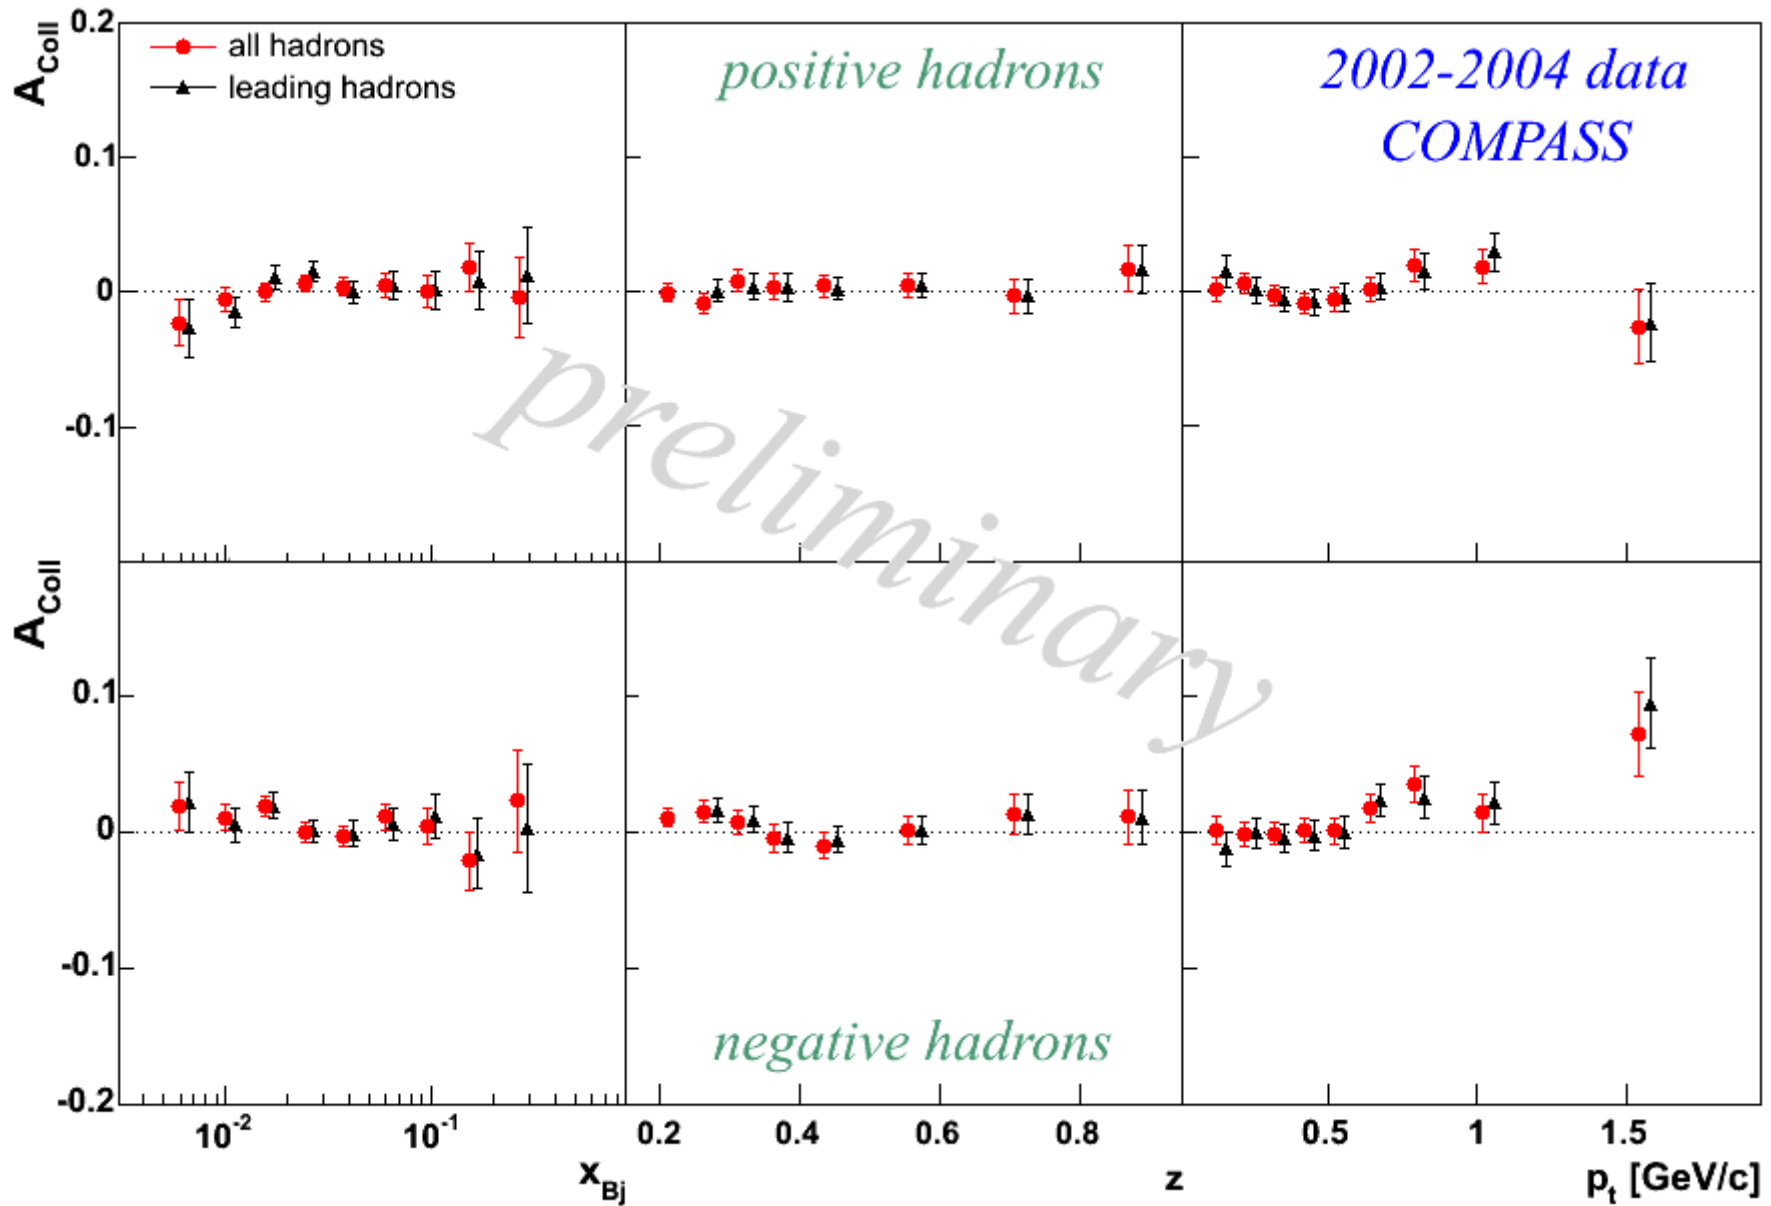 0.2
A_Coll
all hadrons
leading hadrons
positive hadrons
2002-2004 data
COMPASS
0.1
0
-0.1
preliminary
A_Coll
0.1
0
-0.1
negative hadrons
-0.2
10^-2 10^-1 0.2 0.4 0.6 0.8 0.5 1 1.5
x_Bj z p_t [GeV/c]